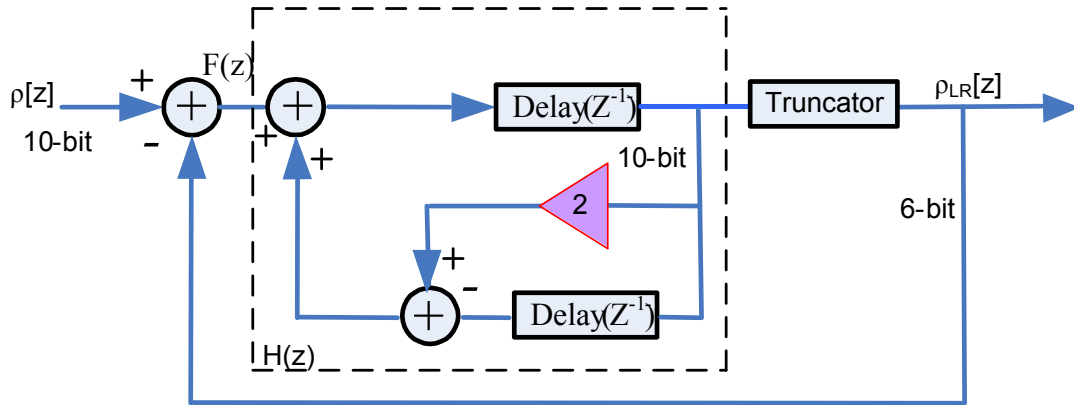 ρ[z]
10-bit
+
-
+
F(z)
+
+
+
Delay(Z⁻¹)
10-bit
Truncator
ρLR[z]
6-bit
2
+
-
+
Delay(Z⁻¹)
H(z)